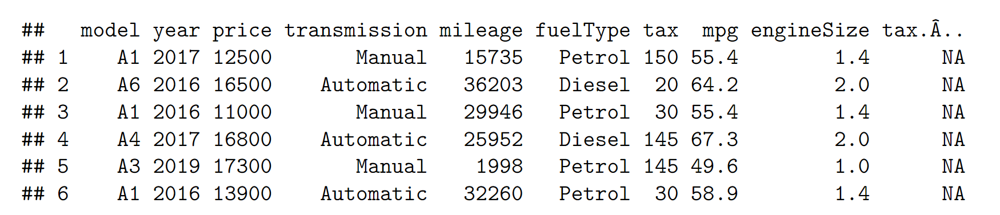 ##   model year price transmission mileage fuelType tax  mpg engineSize tax.Â..
## 1    A1 2017 12500       Manual   15735   Petrol 150 55.4        1.4      NA
## 2    A6 2016 16500    Automatic   36203   Diesel  20 64.2        2.0      NA
## 3    A1 2016 11000       Manual   29946   Petrol  30 55.4        1.4      NA
## 4    A4 2017 16800    Automatic   25952   Diesel 145 67.3        2.0      NA
## 5    A3 2019 17300       Manual    1998   Petrol 145 49.6        1.0      NA
## 6    A1 2016 13900    Automatic   32260   Petrol  30 58.9        1.4      NA